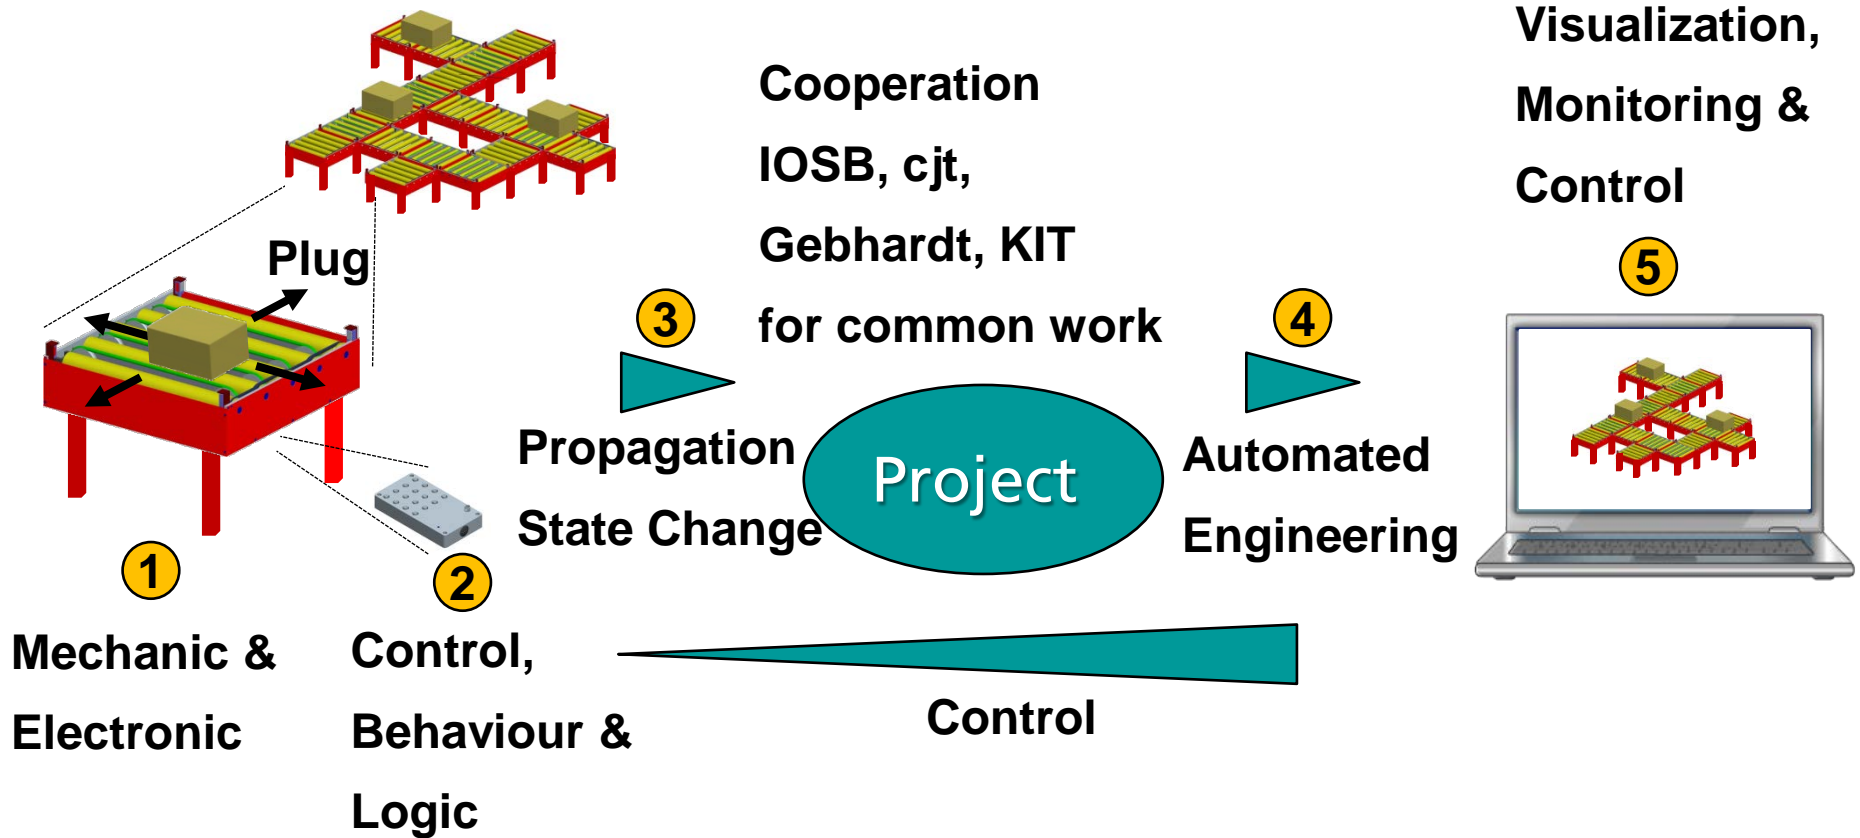 Plug
1
Mechanic &
Electronic
2
Control,
Behaviour &
Logic
3
Propagation
State Change
Cooperation
IOSB, cjt,
Gebhardt, KIT
for common work
Project
4
Automated
Engineering
Control
Visualization,
Monitoring &
Control
5